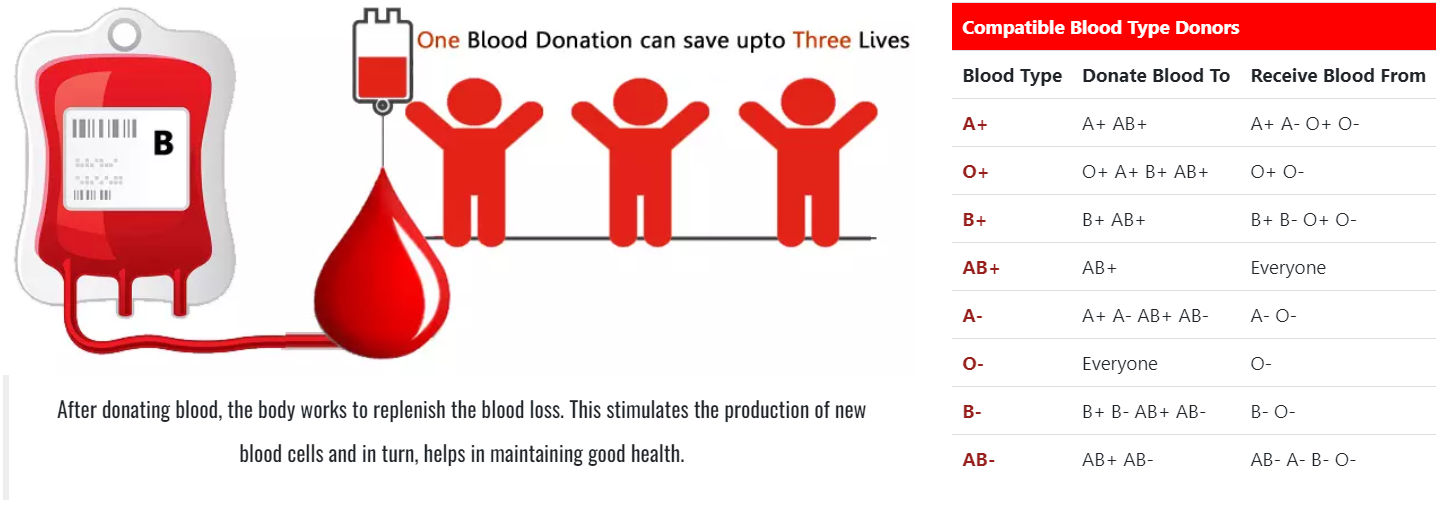 B
One Blood Donation can save upto Three Lives
After donating blood, the body works to replenish the blood loss. This stimulates the production of new
blood cells and in turn, helps in maintaining good health.
Compatible Blood Type Donors
Blood Type Donate Blood To Receive Blood From
A+ A+ AB+ A+ A- O+ O-
O+ O+ A+ B+ AB+ O+ O-
B+ B+ AB+ B+ B- O+ O-
AB+ AB+ Everyone
A- A+ A- AB+ AB- A- O-
O- Everyone O-
B- B+ B- AB+ AB- B- O-
AB- AB+ AB- AB- A- B- O-